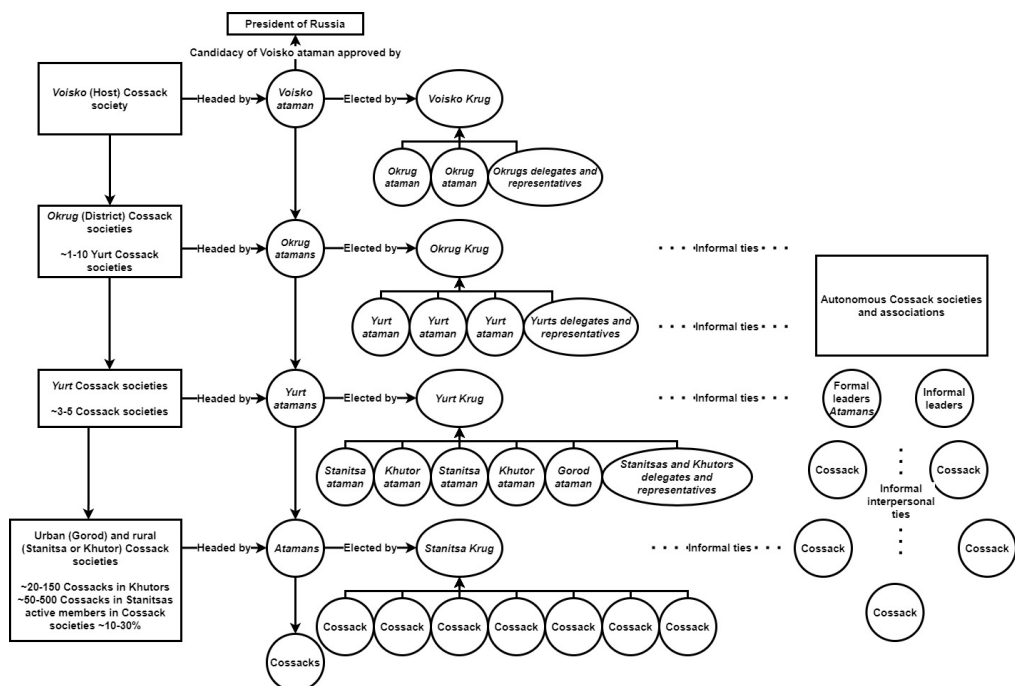 President of Russia
Candidacy of Voisko ataman approved by
Voisko (Host) Cossack
society
Headed by
Voisko
ataman
Elected by
Voisko Krug
Okrug
ataman
Okrug
ataman
Okrugs delegates and
representatives
Okrug (District) Cossack
societies
~1-10 Yurt Cossack
societies
Headed by
Okrug
atamans
Elected by
Okrug Krug
Informal ties
Yurt
ataman
Yurt
ataman
Yurt
ataman
Yurts delegates and
representatives
Informal ties
Autonomous Cossack societies
and associations
Yurt Cossack societies
~3-5 Cossack societies
Headed by
Yurt
atamans
Elected by
Yurt Krug
Informal ties
Formal
leaders
Atamans
Informal
leaders
Stanitsa
ataman
Khutor
ataman
Stanitsa
ataman
Khutor
ataman
Gorod
ataman
Stanitsas and Khutors
delegates and
representatives
Cossack
Cossack
Informal
interpersonal
ties
Urban (Gorod) and rural
(Stanitsa or Khutor) Cossack
societies
~20-150 Cossacks in Khutors
~50-500 Cossacks in Stanitsas
active members in Cossack
societies ~10-30%
Headed by
Atamans
Elected by
Stanitsa Krug
Informal ties
Cossack
Cossack
Cossack
Cossack
Cossack
Cossack
Cossack
Cossack
Cossack
Cossack
Cossacks